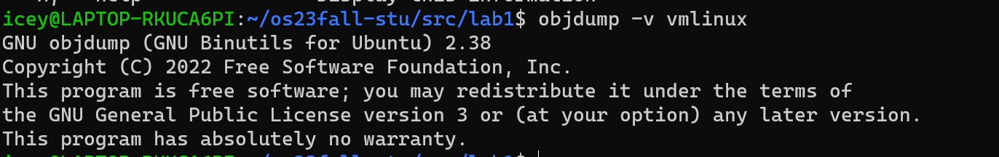 icey@LAPTOP-RKUCA6PI:~/os23fall-stu/src/lab1$ objdump -v vmlinux
GNU objdump (GNU Binutils for Ubuntu) 2.38
Copyright (C) 2022 Free Software Foundation, Inc.
This program is free software; you may redistribute it under the terms of
the GNU General Public License version 3 or (at your option) any later version.
This program has absolutely no warranty.